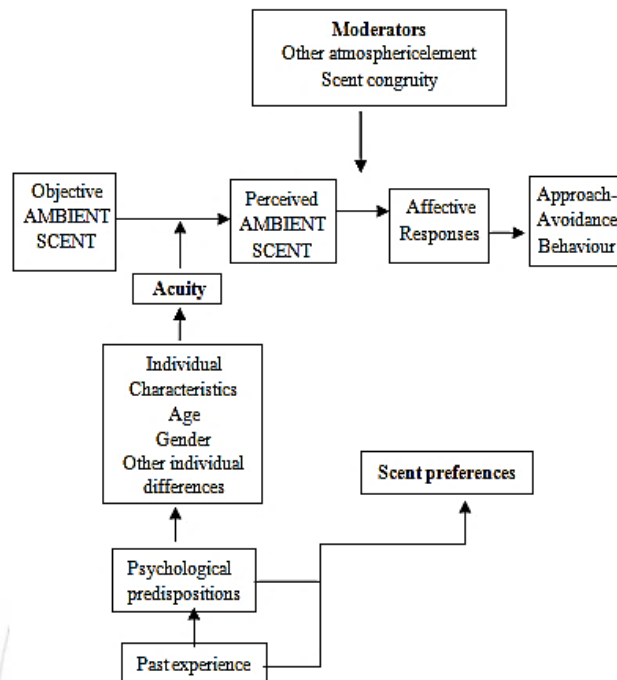 Moderators
Other atmosphericelement
Scent congruity
Objective
AMBIENT
SCENT
Perceived
AMBIENT
SCENT
Affective
Responses
Approach-
Avoidance
Behaviour
Acuity
Individual
Characteristics
Age
Gender
Other individual
differences
Scent preferences
Psychological
predispositions
Past experience